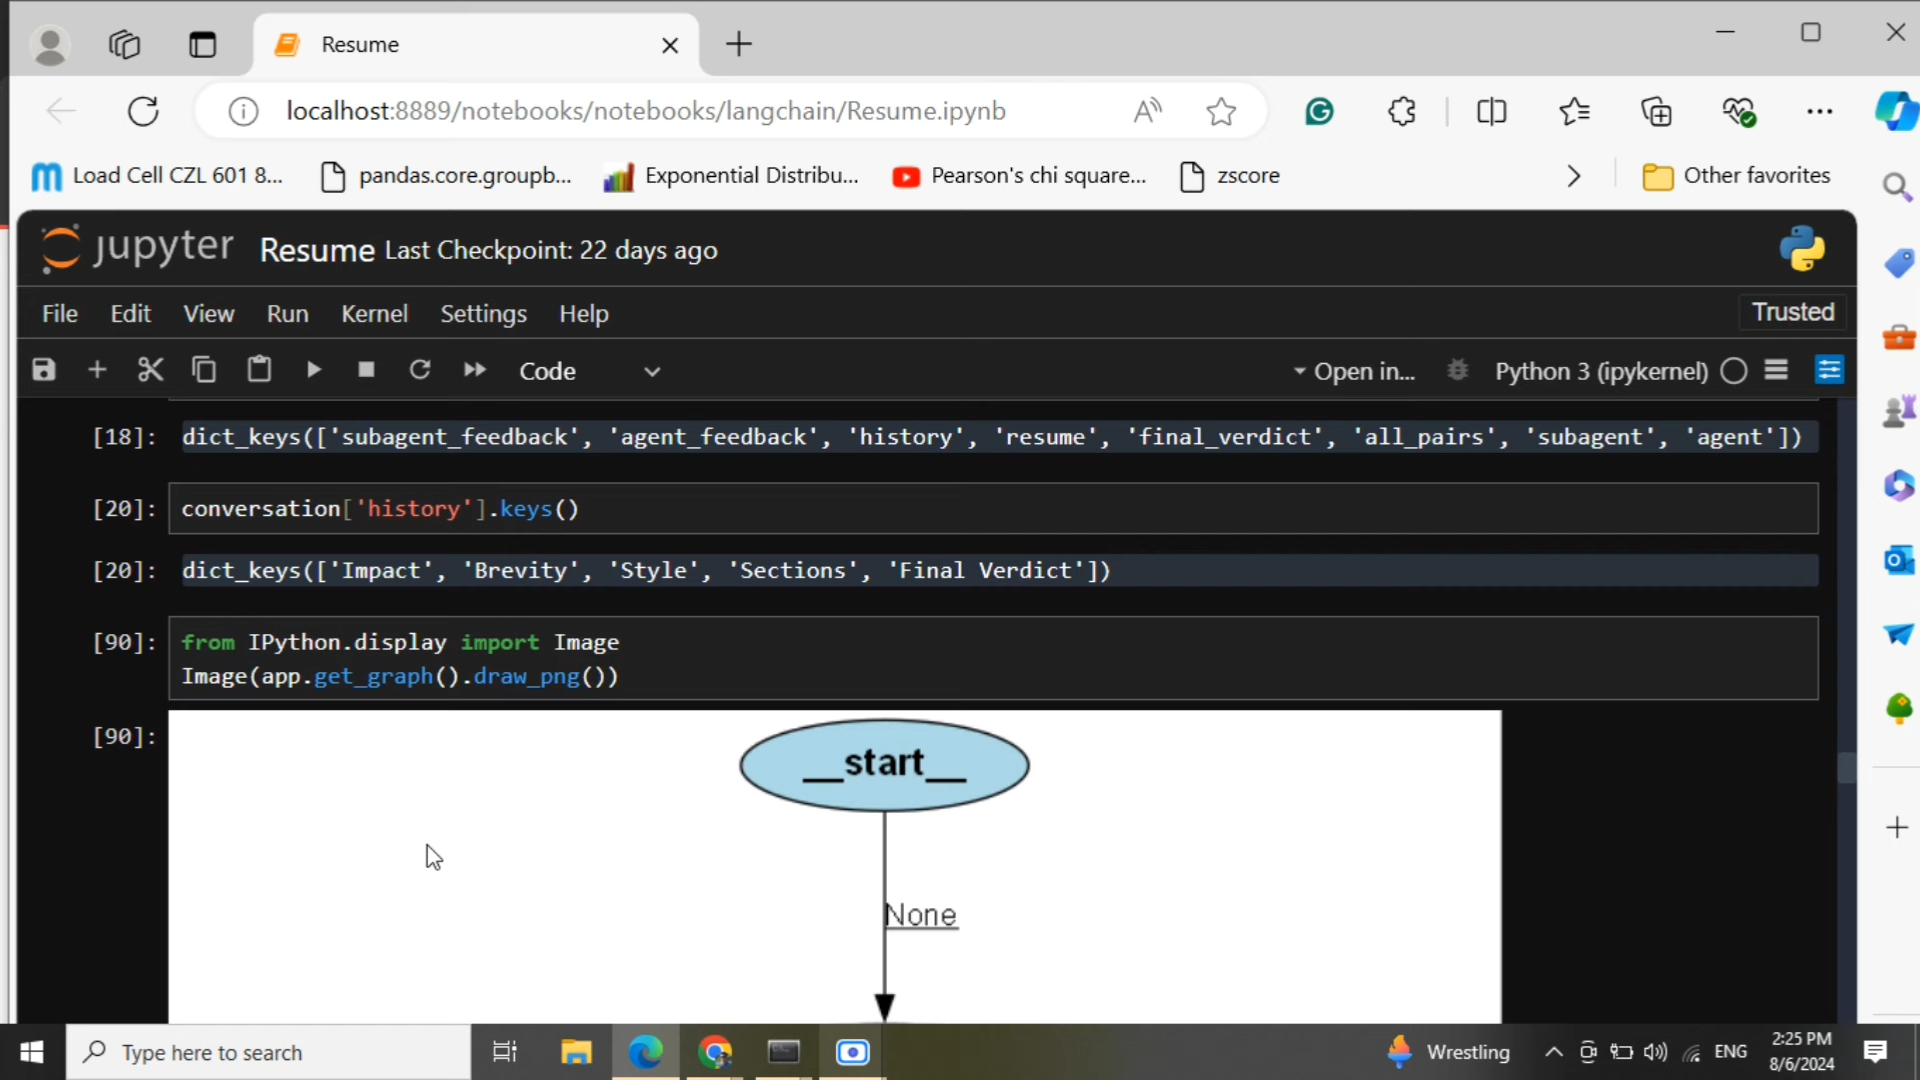 Resume
localhost:8889/notebooks/notebooks/langchain/Resume.ipynb
Load Cell CZL 601 8...
pandas.core.groupb...
Exponential Distribu...
Pearson's chi square...
zscore
Other favorites
jupyter Resume Last Checkpoint: 22 days ago
File Edit View Run Kernel Settings Help
Trusted
Code
Open in...
Python 3 (ipykernel)
[18]: dict_keys(['subagent_feedback', 'agent_feedback', 'history', 'resume', 'final_verdict', 'all_pairs', 'subagent', 'agent'])
[20]: conversation['history'].keys()
[20]: dict_keys(['Impact', 'Brevity', 'Style', 'Sections', 'Final Verdict'])
[90]: from IPython.display import Image
Image(app.get_graph().draw_png())
[90]:
__start__
None
Type here to search
Wrestling
ENG
2:25 PM
8/6/2024